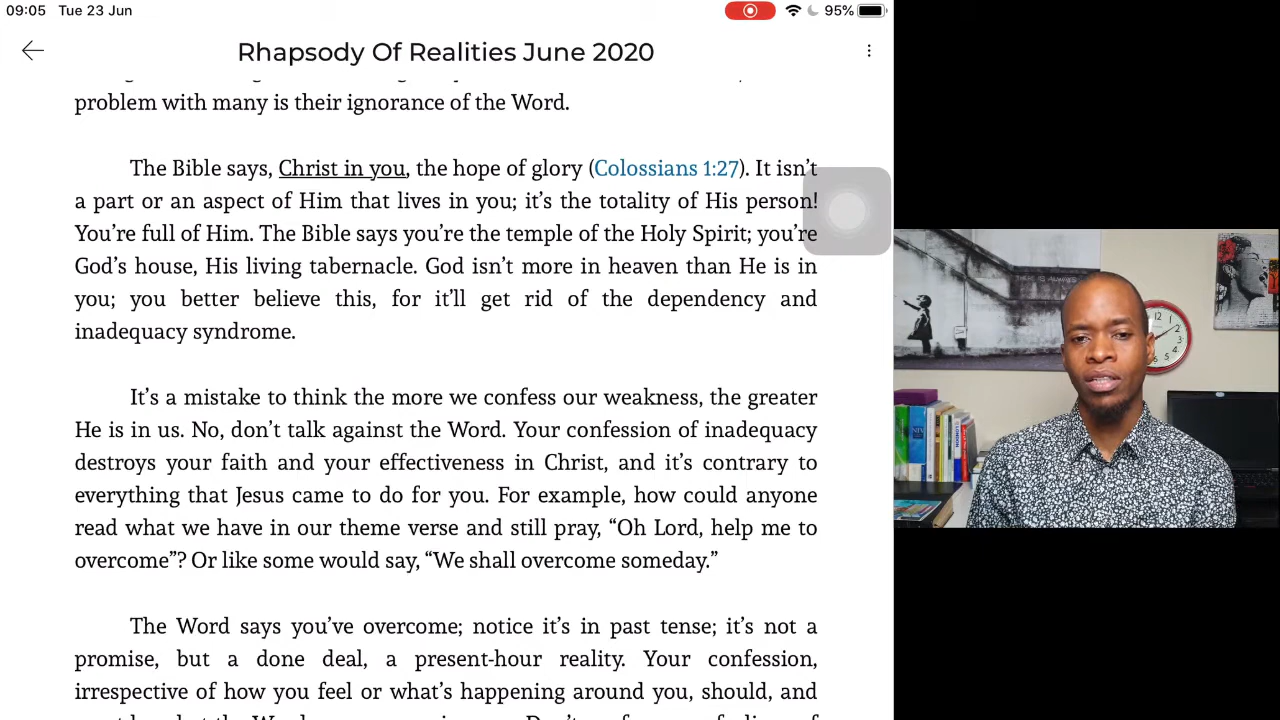 09:05 Tue 23 Jun
95%
Rhapsody Of Realities June 2020
problem with many is their ignorance of the Word.
The Bible says, Christ in you, the hope of glory (Colossians 1:27). It isn’t
a part or an aspect of Him that lives in you; it’s the totality of His person!
You’re full of Him. The Bible says you’re the temple of the Holy Spirit; you’re
God’s house, His living tabernacle. God isn’t more in heaven than He is in
you; you better believe this, for it’ll get rid of the dependency and
inadequacy syndrome.
It’s a mistake to think the more we confess our weakness, the greater
He is in us. No, don’t talk against the Word. Your confession of inadequacy
destroys your faith and your effectiveness in Christ, and it’s contrary to
everything that Jesus came to do for you. For example, how could anyone
read what we have in our theme verse and still pray, “Oh Lord, help me to
overcome”? Or like some would say, “We shall overcome someday.”
The Word says you’ve overcome; notice it’s in past tense; it’s not a
promise, but a done deal, a present-hour reality. Your confession,
irrespective of how you feel or what’s happening around you, should, and
THERE IS ALWAYS
NIV
LONDON
12
1
2
3
4
5